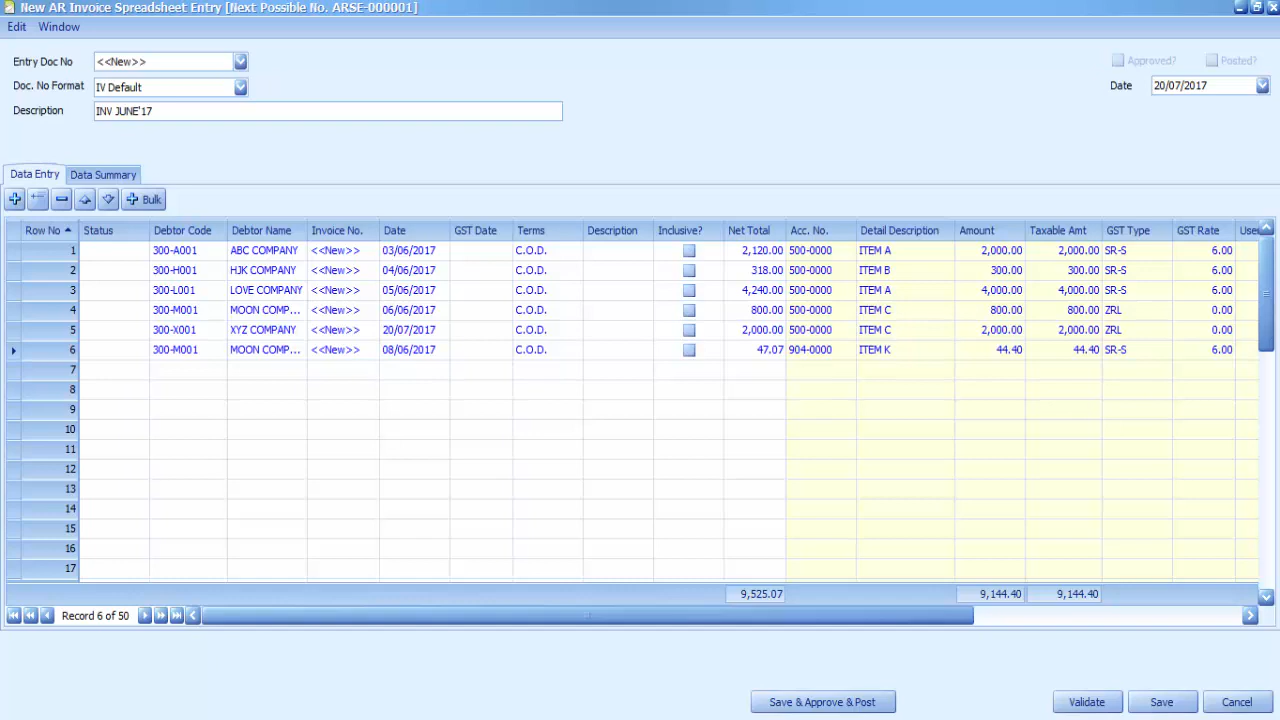 New AR Invoice Spreadsheet Entry [Next Possible No. ARSE-000001]
Edit Window
Entry Doc No <<New>> Approved? Posted?
Doc. No Format IV Default Date 20/07/2017
Description INV JUNE'17
Data Entry Data Summary
Bulk
Row No Status Debtor Code Debtor Name Invoice No. Date GST Date Terms Description Inclusive? Net Total Acc. No. Detail Description Amount Taxable Amt GST Type GST Rate User
1 300-A001 ABC COMPANY <<New>> 03/06/2017 C.O.D. 2,120.00 500-0000 ITEM A 2,000.00 2,000.00 SR-S 6.00
2 300-H001 HJK COMPANY <<New>> 04/06/2017 C.O.D. 318.00 500-0000 ITEM B 300.00 300.00 SR-S 6.00
3 300-L001 LOVE COMPANY <<New>> 05/06/2017 C.O.D. 4,240.00 500-0000 ITEM A 4,000.00 4,000.00 SR-S 6.00
4 300-M001 MOON COMP... <<New>> 06/06/2017 C.O.D. 800.00 500-0000 ITEM C 800.00 800.00 ZRL 0.00
5 300-X001 XYZ COMPANY <<New>> 20/07/2017 C.O.D. 2,000.00 500-0000 ITEM C 2,000.00 2,000.00 ZRL 0.00
6 300-M001 MOON COMP... <<New>> 08/06/2017 C.O.D. 47.07 904-0000 ITEM K 44.40 44.40 SR-S 6.00
7
8
9
10
11
12
13
14
15
16
17
9,525.07 9,144.40 9,144.40
Record 6 of 50
Save & Approve & Post Validate Save Cancel